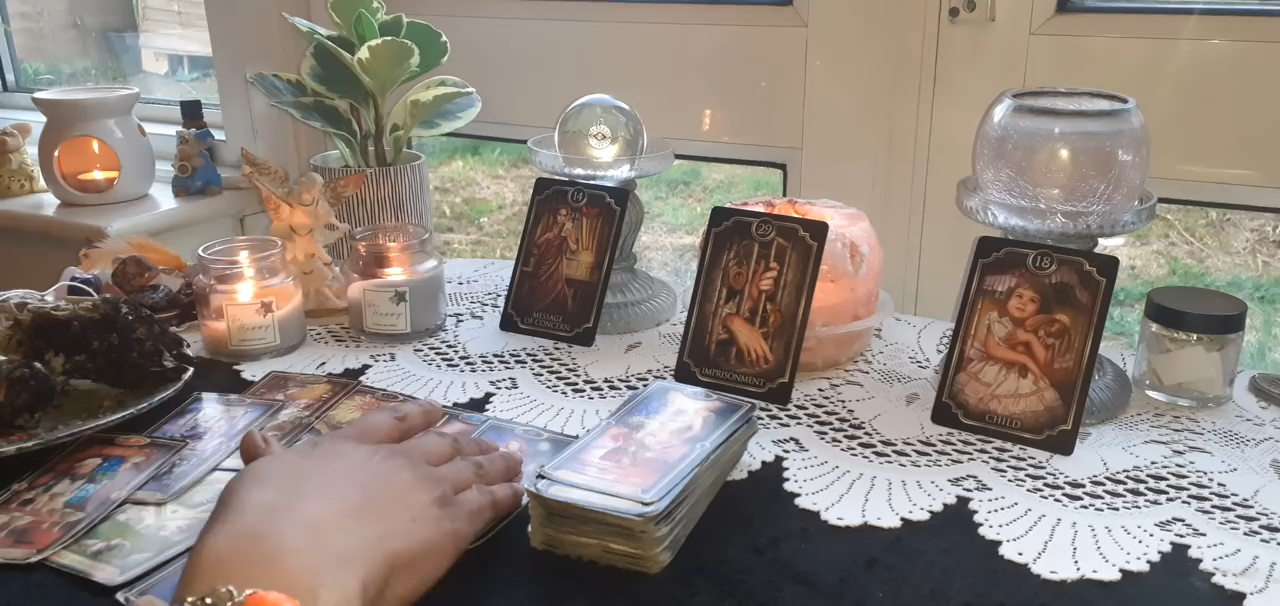 14
MESSAGE
OF CONCERN
29
IMPRISONMENT
18
CHILD
Happy
Happy